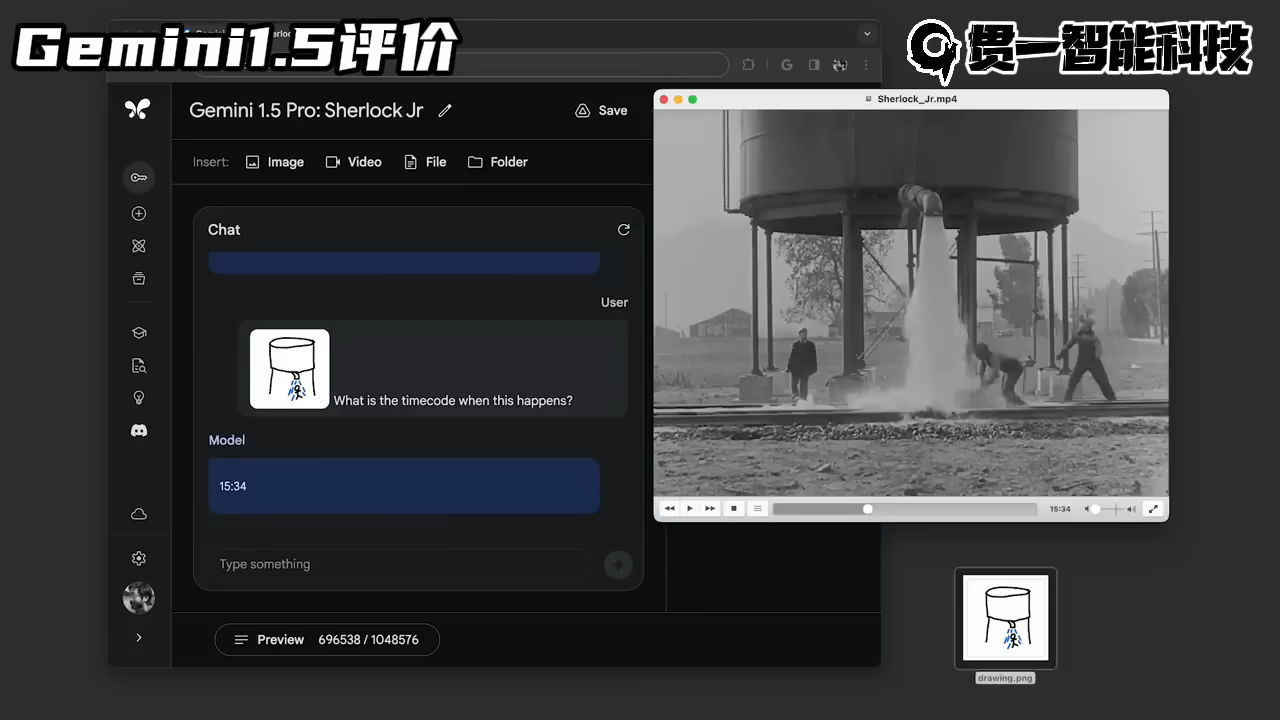 Gemini1.5评价
贯一智能科技
Gemini 1.5 Pro: Sherlock Jr
Save
Insert:
Image
Video
File
Folder
Chat
User
What is the timecode when this happens?
Model
15:34
Type something
Preview
696538 / 1048576
Sherlock_Jr.mp4
15:34
drawing.png